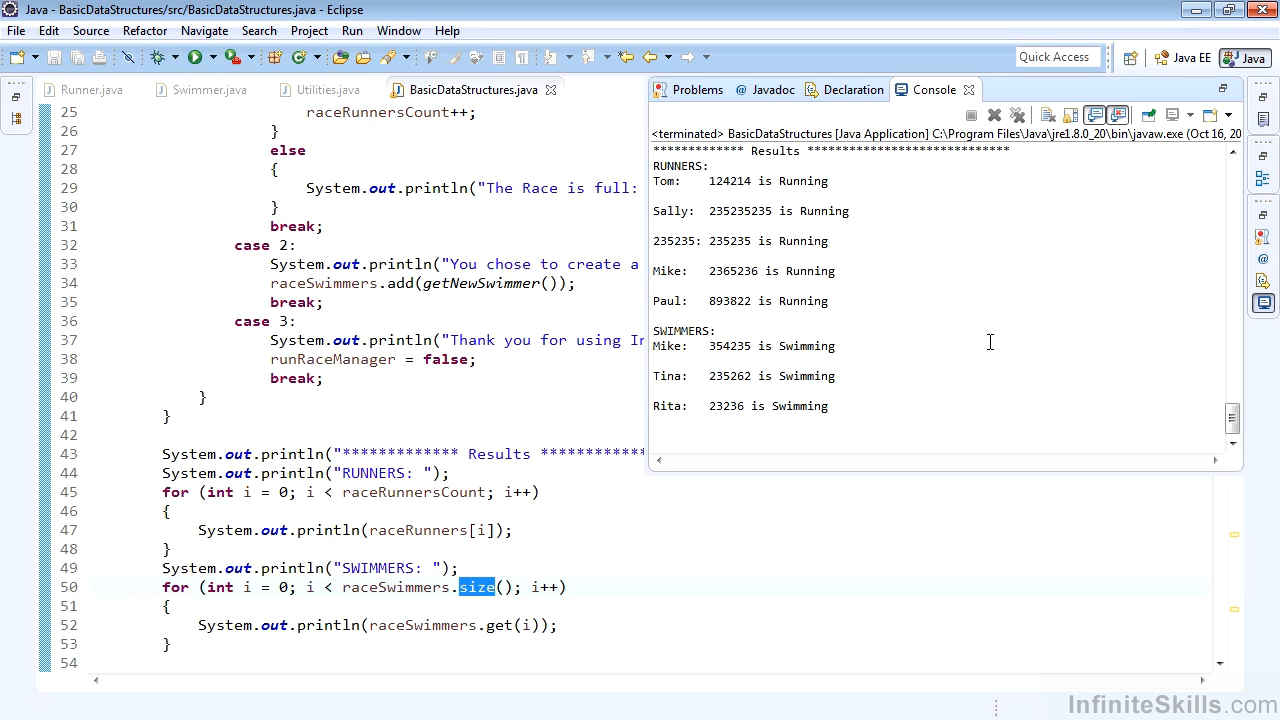 Java - BasicDataStructures/src/BasicDataStructures.java - Eclipse
File Edit Source Refactor Navigate Search Project Run Window Help
Quick Access Java EE Java
Runner.java Swimmer.java Utilities.java BasicDataStructures.java
Problems @ Javadoc Declaration Console
<terminated> BasicDataStructures [Java Application] C:\Program Files\Java\jre1.8.0_20\bin\javaw.exe (Oct 16, 20
************* Results *****************************
RUNNERS:
Tom: 124214 is Running
Sally: 235235235 is Running
235235: 235235 is Running
Mike: 2365236 is Running
Paul: 893822 is Running
SWIMMERS:
Mike: 354235 is Swimming
Tina: 235262 is Swimming
Rita: 23236 is Swimming
25 raceRunnersCount++;
26 }
27 else
28 {
29 System.out.println("The Race is full:
30 }
31 break;
32 case 2:
33 System.out.println("You chose to create a
34 raceSwimmers.add(getNewSwimmer());
35 break;
36 case 3:
37 System.out.println("Thank you for using In
38 runRaceManager = false;
39 break;
40 }
41 }
42
43 System.out.println("************* Results ************
44 System.out.println("RUNNERS: ");
45 for (int i = 0; i < raceRunnersCount; i++)
46 {
47 System.out.println(raceRunners[i]);
48 }
49 System.out.println("SWIMMERS: ");
50 for (int i = 0; i < raceSwimmers.size(); i++)
51 {
52 System.out.println(raceSwimmers.get(i));
53 }
54
InfiniteSkills.com